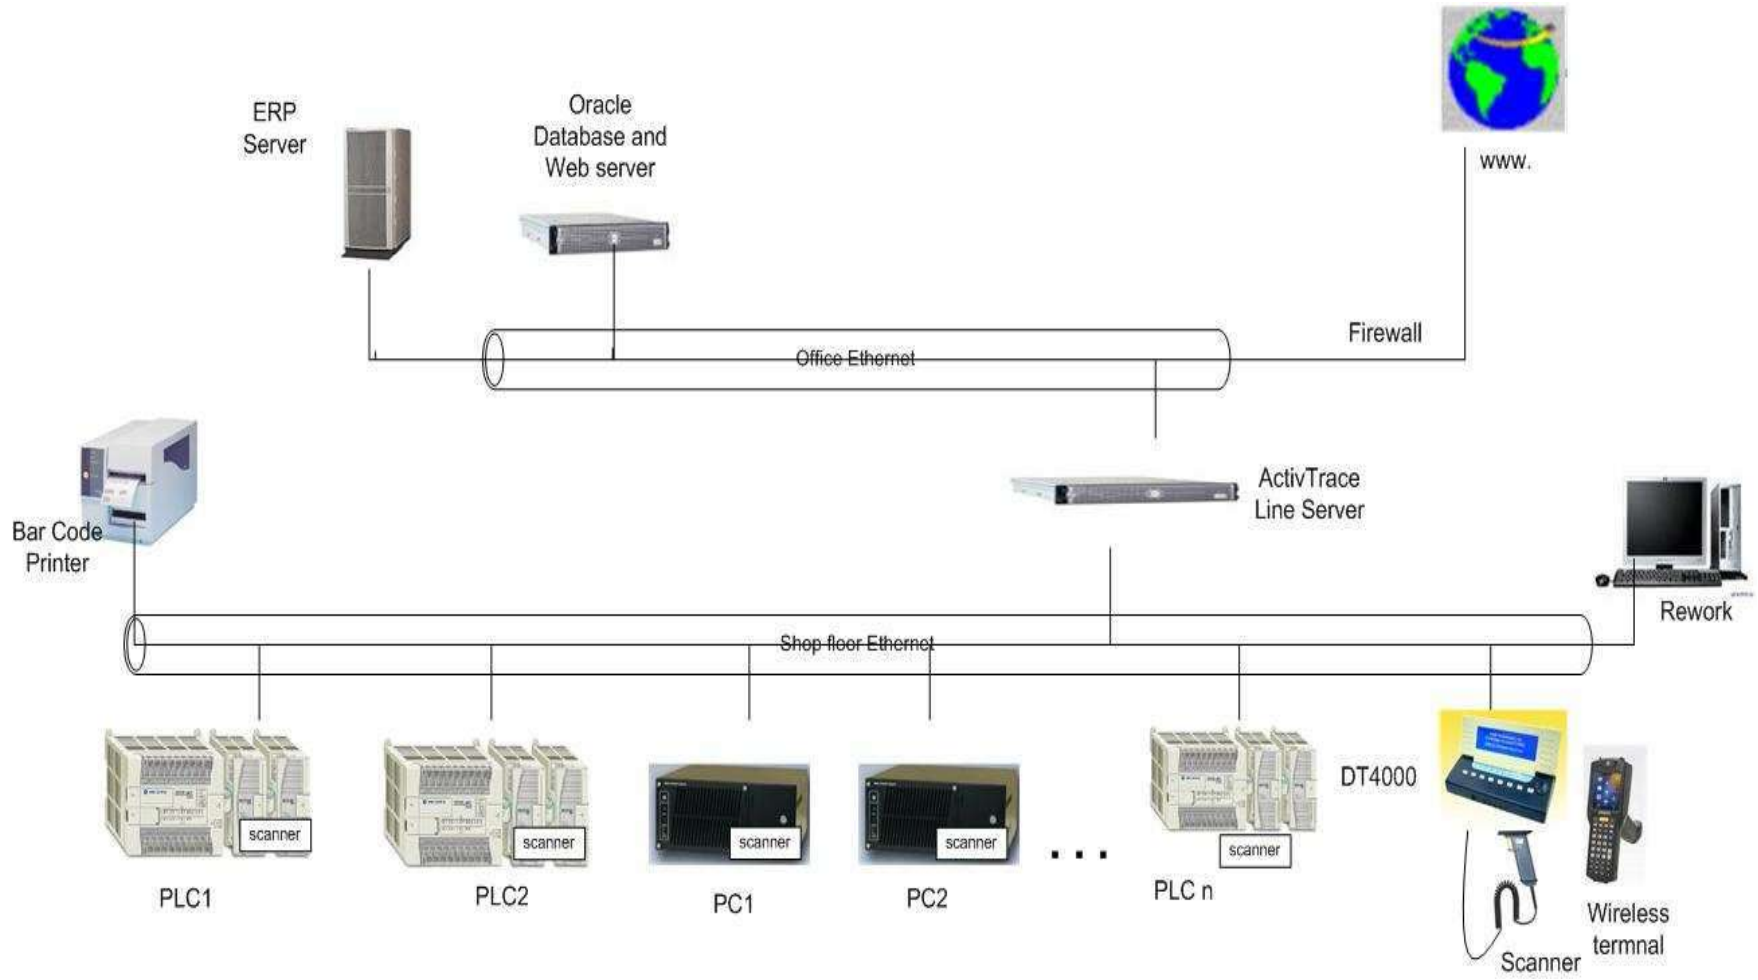 ERP
Server
Oracle
Database and
Web server
www.
Firewall
Office Ethernet
Bar Code
Printer
ActivTrace
Line Server
Rework
Shop floor Ethernet
scanner
scanner
scanner
scanner
scanner
DT4000
PLC1
PLC2
PC1
PC2
. . .
PLC n
Wireless
termnal
Scanner